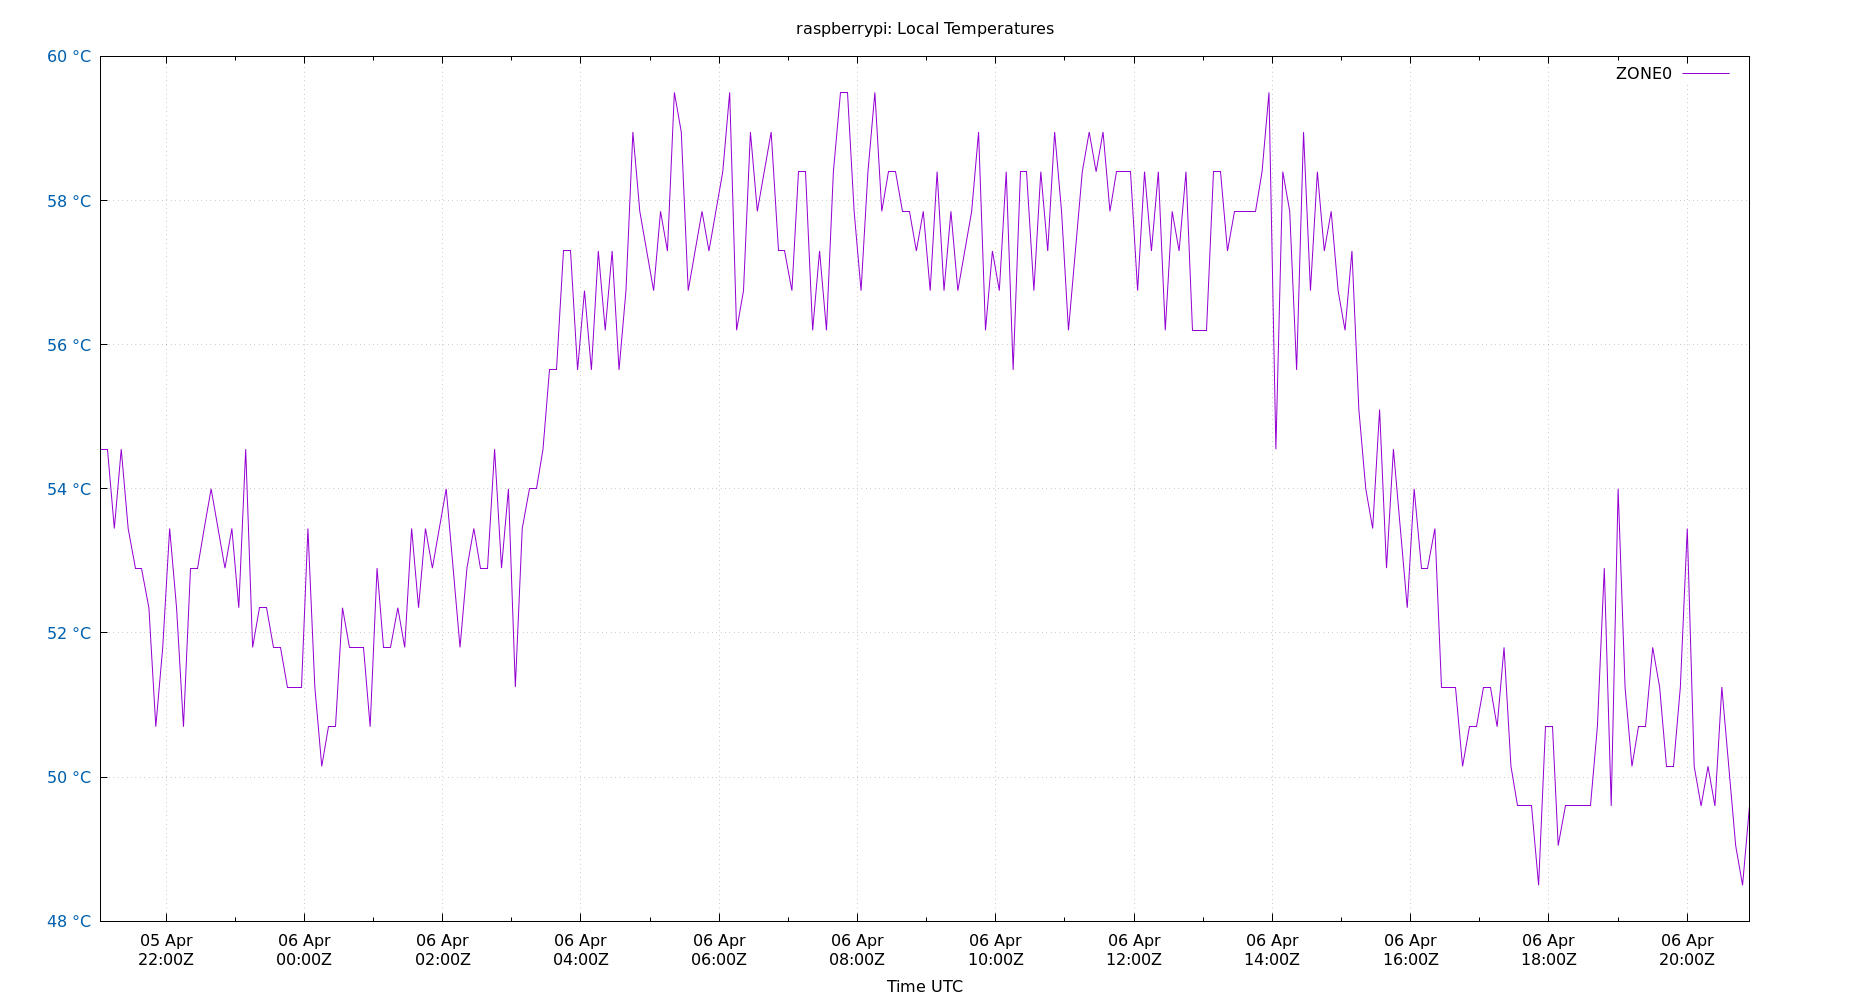 raspberrypi: Local Temperatures
60 °C
ZONE0
58 °C
56 °C
54 °C
52 °C
50 °C
48 °C
05 Apr 06 Apr 06 Apr 06 Apr 06 Apr 06 Apr 06 Apr 06 Apr 06 Apr 06 Apr 06 Apr 06 Apr
22:00Z 00:00Z 02:00Z 04:00Z 06:00Z 08:00Z 10:00Z 12:00Z 14:00Z 16:00Z 18:00Z 20:00Z
Time UTC